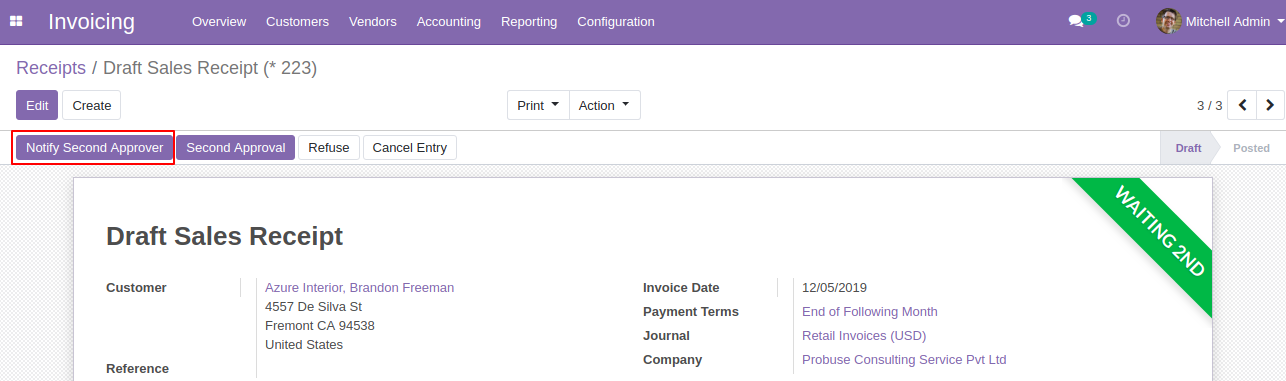 Invoicing Overview Customers Vendors Accounting Reporting Configuration 3 Mitchell Admin
Receipts / Draft Sales Receipt (* 223)
Edit Create Print Action 3 / 3
Notify Second Approver Second Approval Refuse Cancel Entry Draft Posted
WAITING 2ND
Draft Sales Receipt
Customer Azure Interior, Brandon Freeman Invoice Date 12/05/2019
4557 De Silva St
Payment Terms End of Following Month
Fremont CA 94538
Journal Retail Invoices (USD)
United States
Company Probuse Consulting Service Pvt Ltd
Reference